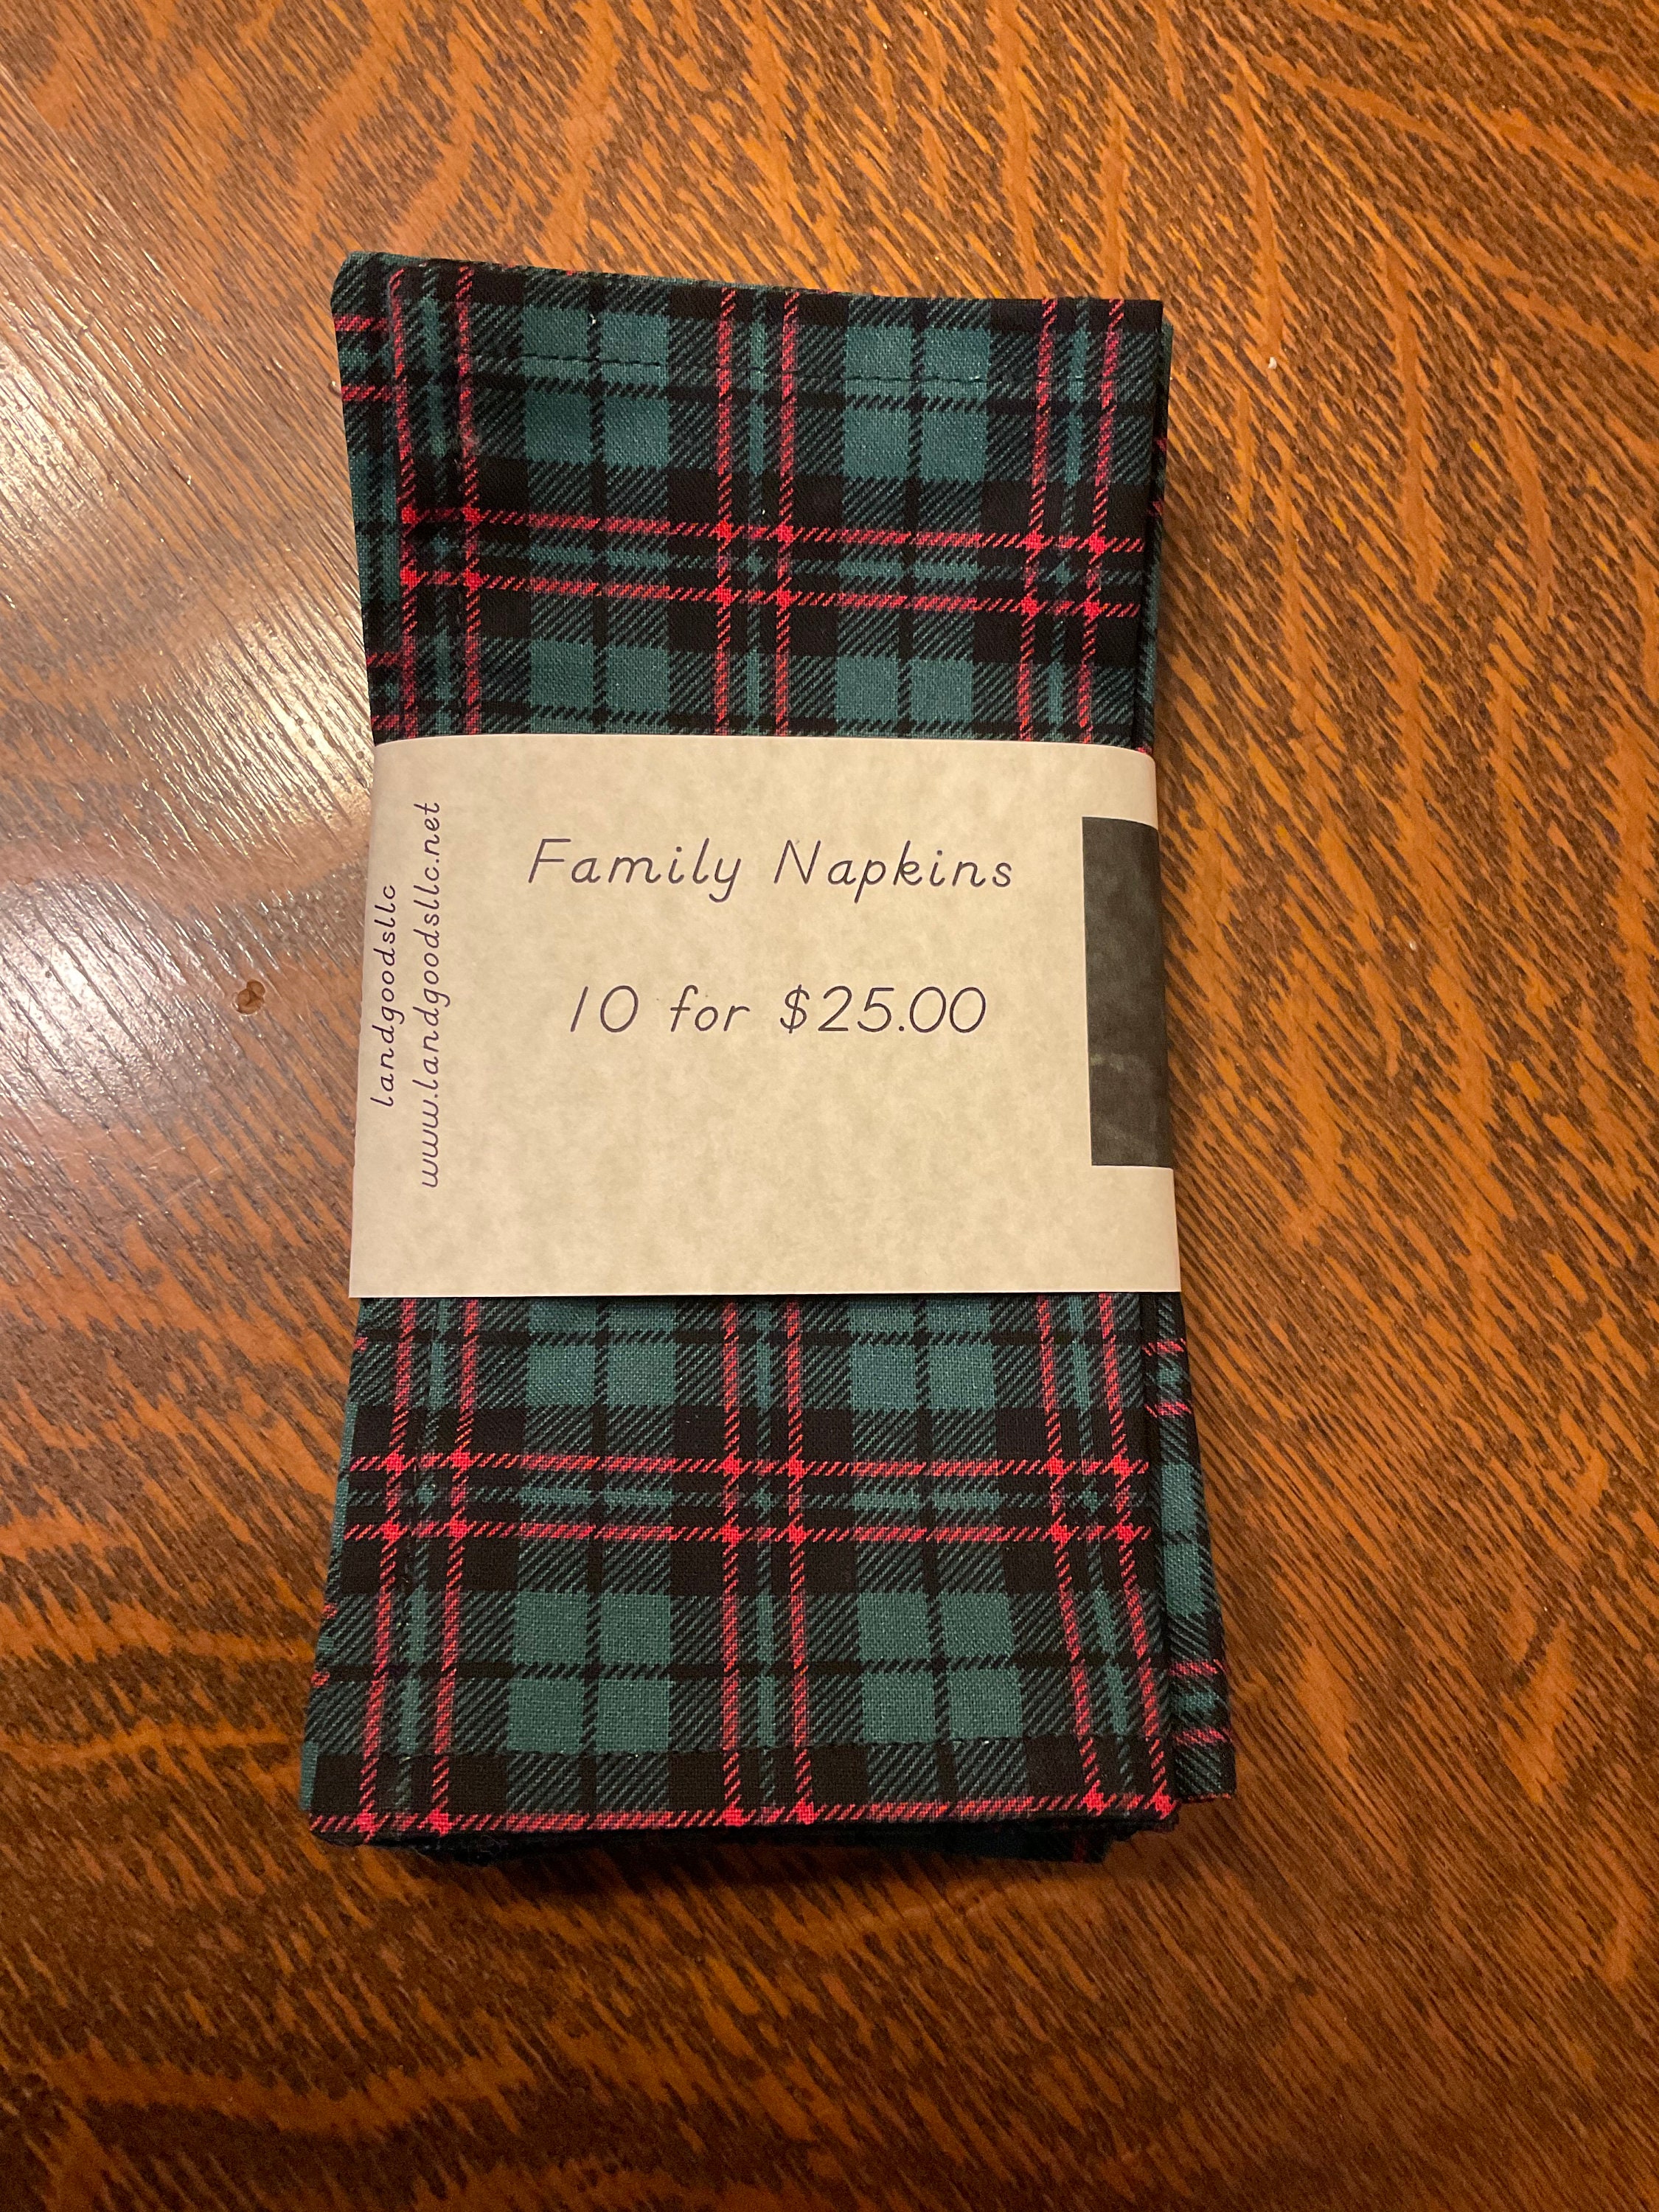 Family Napkins
10 for $25.00
landgoodsllc
www.landgoodsllc.net